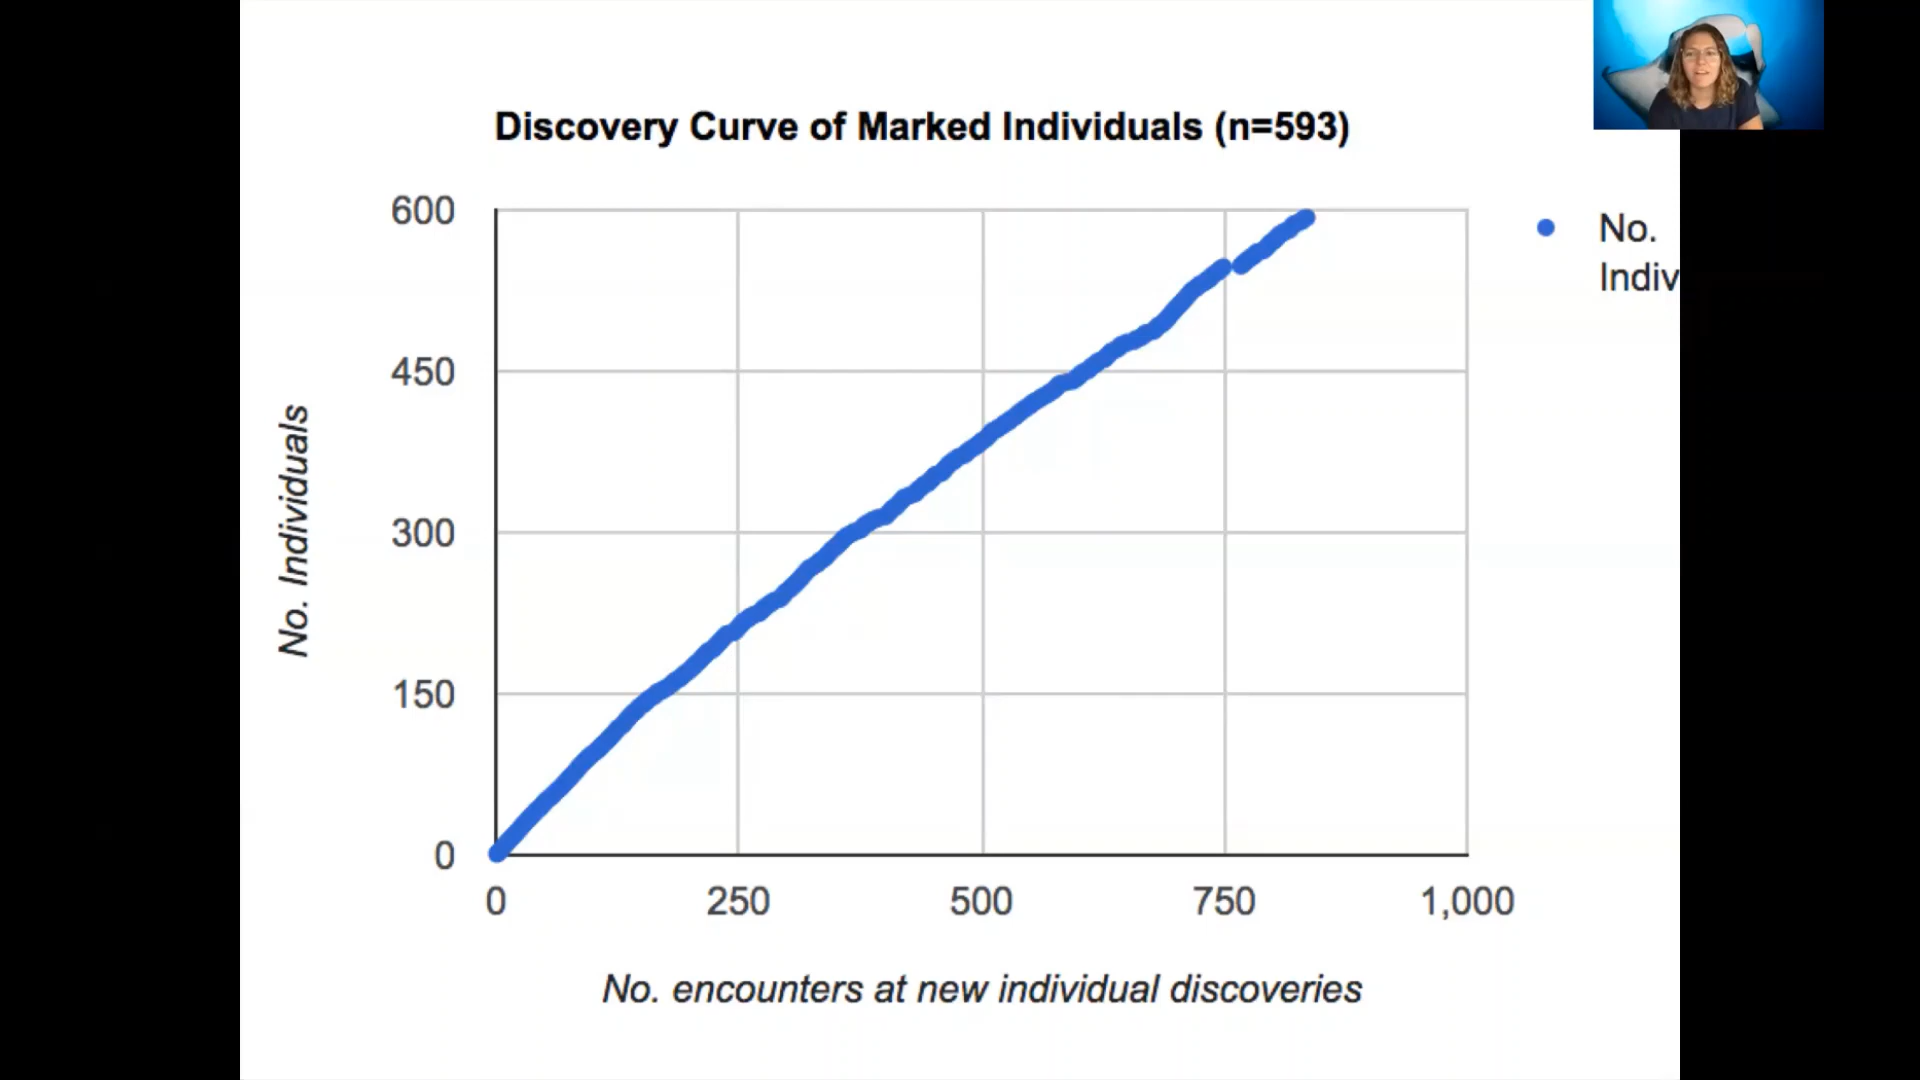 Discovery Curve of Marked Individuals (n=593)
600
450
300
150
0
No. Individuals
0 250 500 750 1,000
No. encounters at new individual discoveries
No.
Indiv